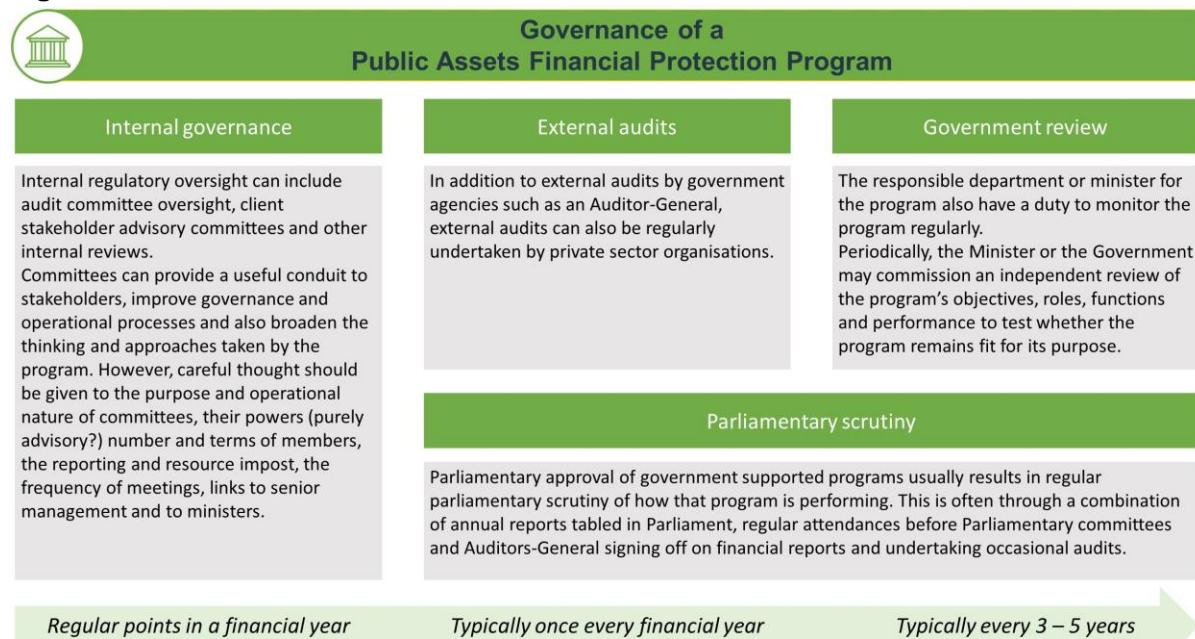 Governance of a
Public Assets Financial Protection Program
Internal governance
Internal regulatory oversight can include
audit committee oversight, client
stakeholder advisory committees and other
internal reviews.
Committees can provide a useful conduit to
stakeholders, improve governance and
operational processes and also broaden the
thinking and approaches taken by the
program. However, careful thought should
be given to the purpose and operational
nature of committees, their powers (purely
advisory?) number and terms of members,
the reporting and resource impost, the
frequency of meetings, links to senior
management and to ministers.
External audits
In addition to external audits by government
agencies such as an Auditor-General,
external audits can also be regularly
undertaken by private sector organisations.
Government review
The responsible department or minister for
the program also have a duty to monitor the
program regularly.
Periodically, the Minister or the Government
may commission an independent review of
the program’s objectives, roles, functions
and performance to test whether the
program remains fit for its purpose.
Parliamentary scrutiny
Parliamentary approval of government supported programs usually results in regular
parliamentary scrutiny of how that program is performing. This is often through a combination
of annual reports tabled in Parliament, regular attendances before Parliamentary committees
and Auditors-General signing off on financial reports and undertaking occasional audits.
Regular points in a financial year
Typically once every financial year
Typically every 3 – 5 years